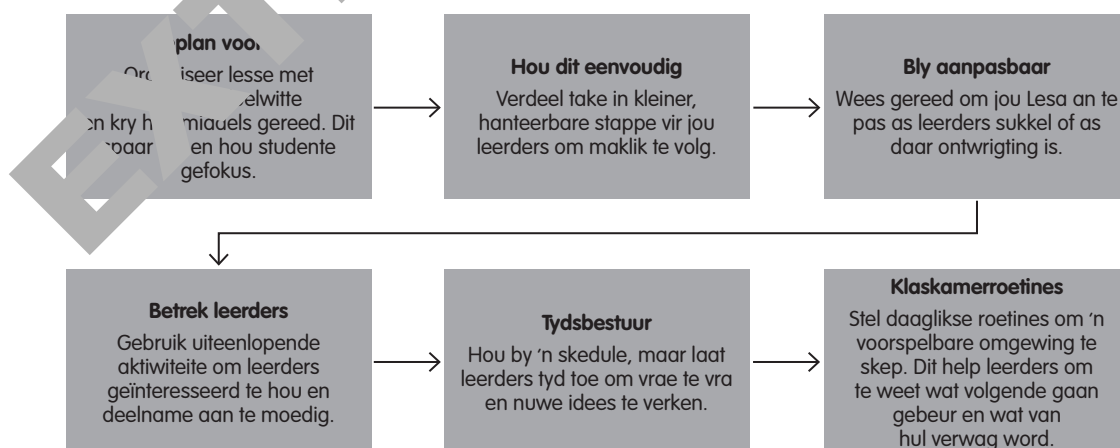 plan
iseer lesse met
elwitte
en kry gereed. Dit
en hou studente
gefokus.
Hou dit eenvoudig
Verdeel take in kleiner,
hanteerbare stappe vir jou
leerders om maklik te volg.
Bly aanpasbaar
Wees gereed om jou Lesa an te
pas as leerders sukkel of as
daar ontwrigting is.
Betrek leerders
Gebruik uiteenlopende
aktiwiteite om leerders
geïnteresseerd te hou en
deelname aan te moedig.
Tydsbestuur
Hou by ’n skedule, maar laat
leerders tyd toe om vrae te vra
en nuwe idees te verken.
Klaskamerroetines
Stel daaglikse roetines om ’n
voorspelbare omgewing te
skep. Dit help leerders om
te weet wat volgende gaan
gebeur en wat van
hul verwag word.